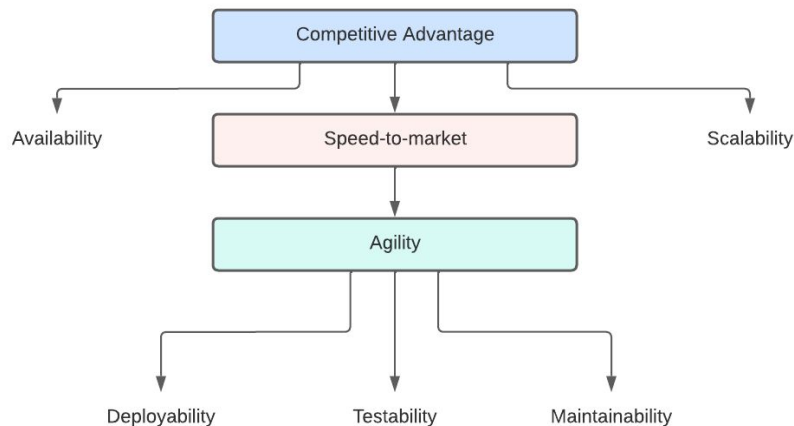 Competitive Advantage
Availability
Speed-to-market
Scalability
Agility
Deployability
Testability
Maintainability